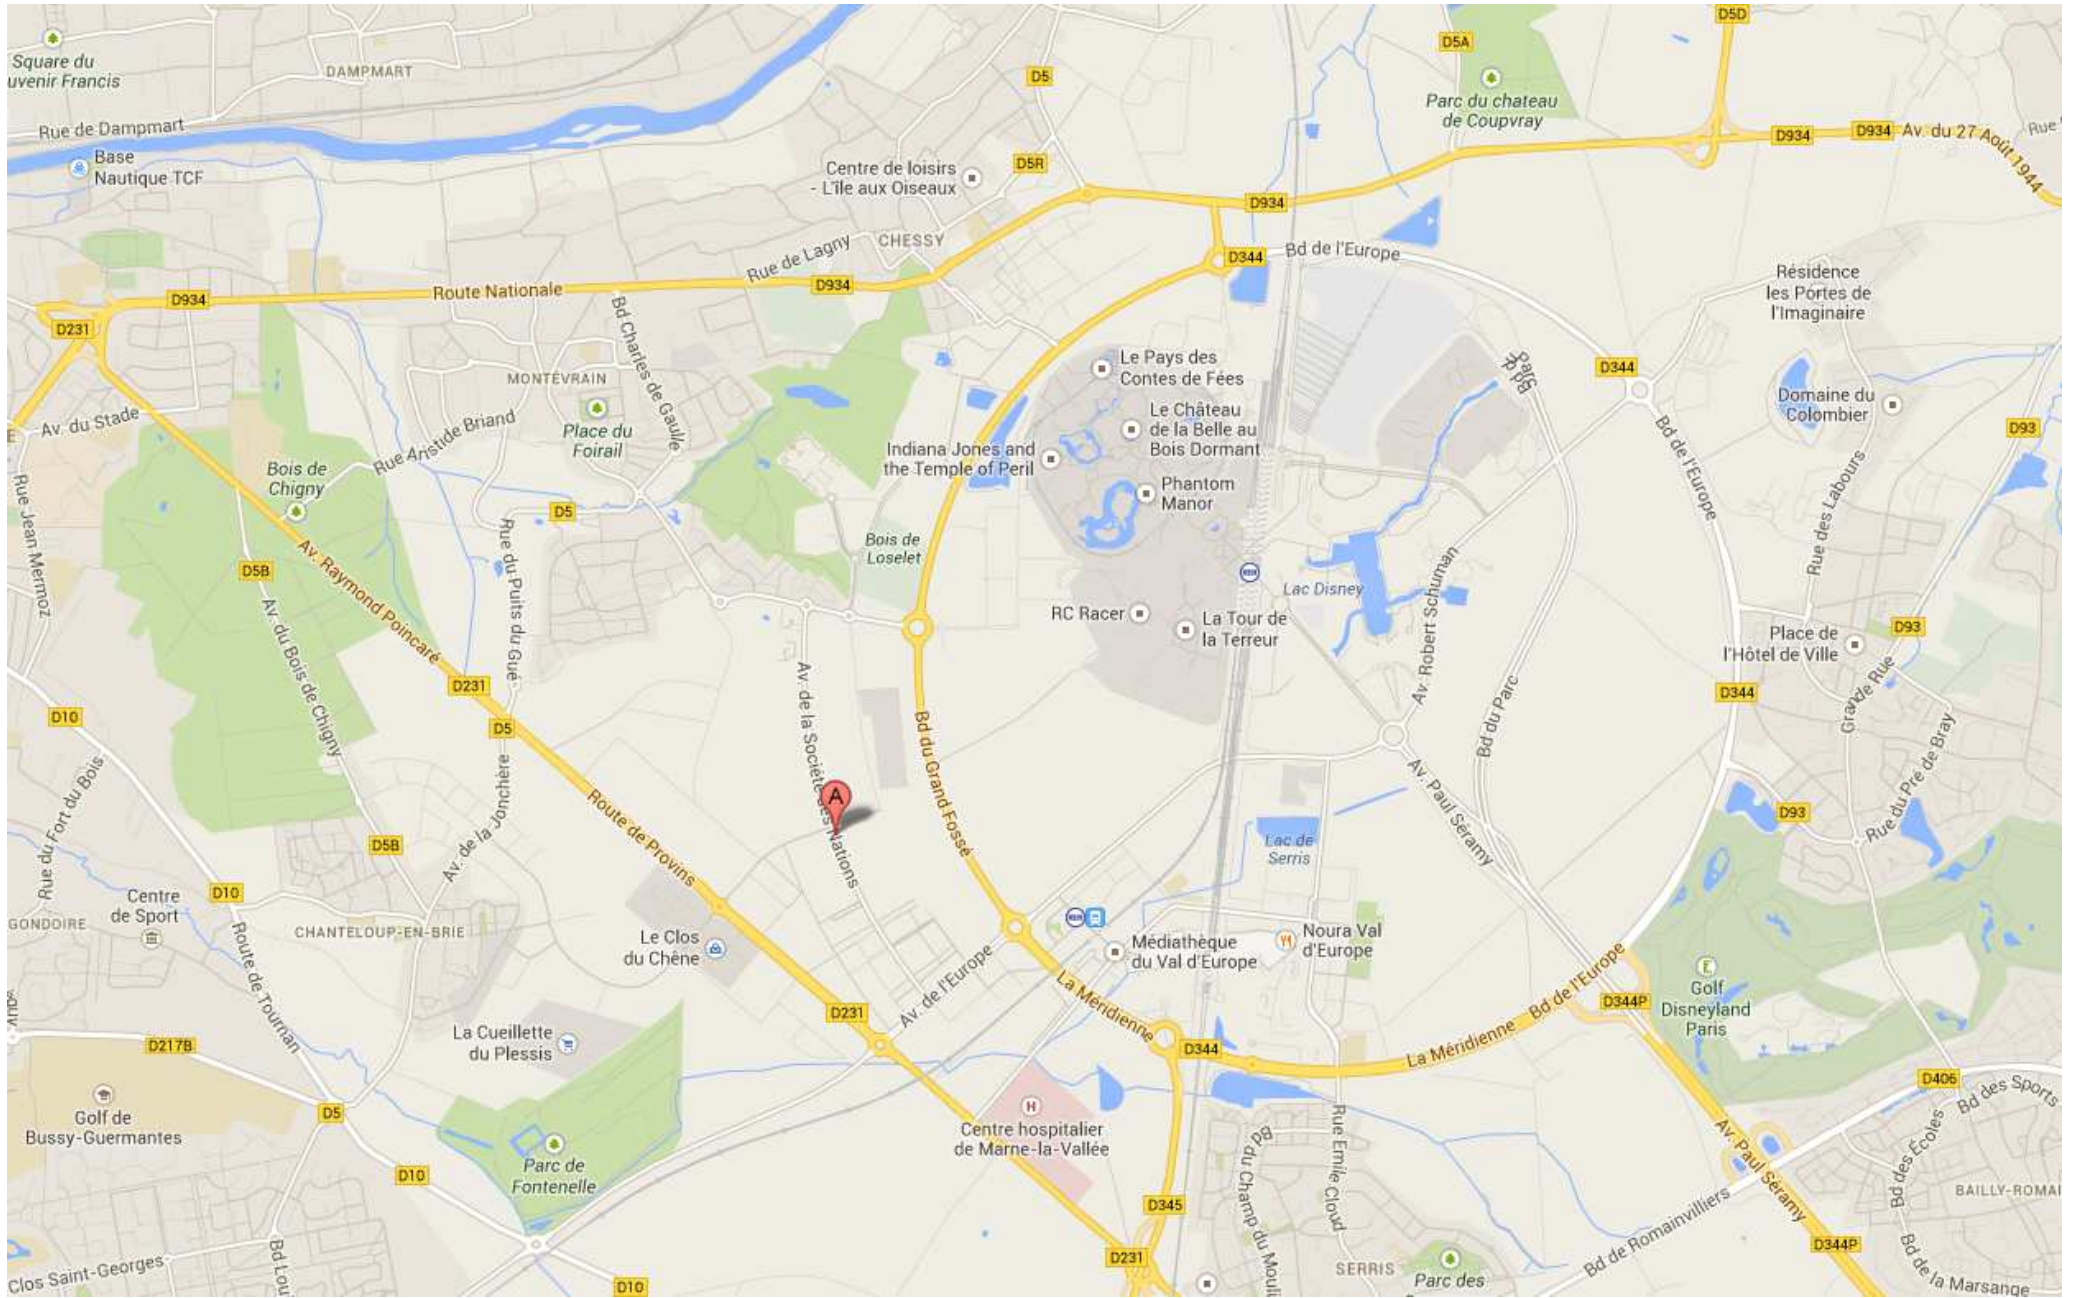 D5D
D5A
Square du
uvenir Francis
DAMPMART
D5
Parc du chateau
de Coupvray
Rue de Dampmart
D934
D934
Av. du 27 Août 1944
Rue
Base
Nautique TCF
Centre de loisirs
- L'île aux Oiseaux
D5R
D934
CHESSY
Rue de Lagny
D344
Bd de l'Europe
Résidence
les Portes de
l'Imaginaire
D934
Route Nationale
D934
D231
Bd Charles de Gaulle
Le Pays des
Contes de Fées
Bd du
Parc
D344
MONTÉVRAIN
Domaine du
Colombier
Av. du Stade
Rue Aristide Briand
Place du
Foirail
Le Château
de la Belle au
Bois Dormant
Bd de l'Europe
D93
Indiana Jones and
the Temple of Peril
Bois de
Chigny
Phantom
Manor
Rue des Labours
Rue Jean Mermoz
D5
Rue du Puits du Gué
Bois de
Loselet
D5B
Av. Raymond Poincaré
Lac Disney
Av. Robert Schuman
Av. du Bois de Chigny
RC Racer
La Tour de
la Terreur
D93
Place de
l'Hôtel de Ville
D231
Av. de la Société des Nations
Bd du Parc
Grande Rue
D344
D10
D5
Bd du Grand Fossé
Rue du Pré de Bray
Rue du Fort du Bois
Av. de la Jonchère
Route de Provins
A
Av. Paul Séramy
D93
D5B
Lac de
Serris
D10
Centre
de Sport
GONDOIRE
CHANTELOUP-EN-BRIE
Le Clos
du Chêne
Médiathèque
du Val d'Europe
Noura Val
d'Europe
Route de Tournan
Av. de l'Europe
La Méridienne
Bd de l'Europe
Golf
Disneyland
Paris
D231
D344P
La Cueillette
du Plessis
D217B
D344
La Méridienne
D406
Bd des Sports
Golf de
Bussy-Guermantes
D5
H
Centre hospitalier
de Marne-la-Vallée
Bd du Champ du Mouli
Rue Emile Cloud
Av. Paul Séramy
Bd des Écoles
Parc de
Fontenelle
D10
D345
BAILLY-ROMAI
Bd de Romainvilliers
D344P
D231
Clos Saint-Georges
Bd Loui
D10
SERRIS
Parc des
Bd de la Marsange